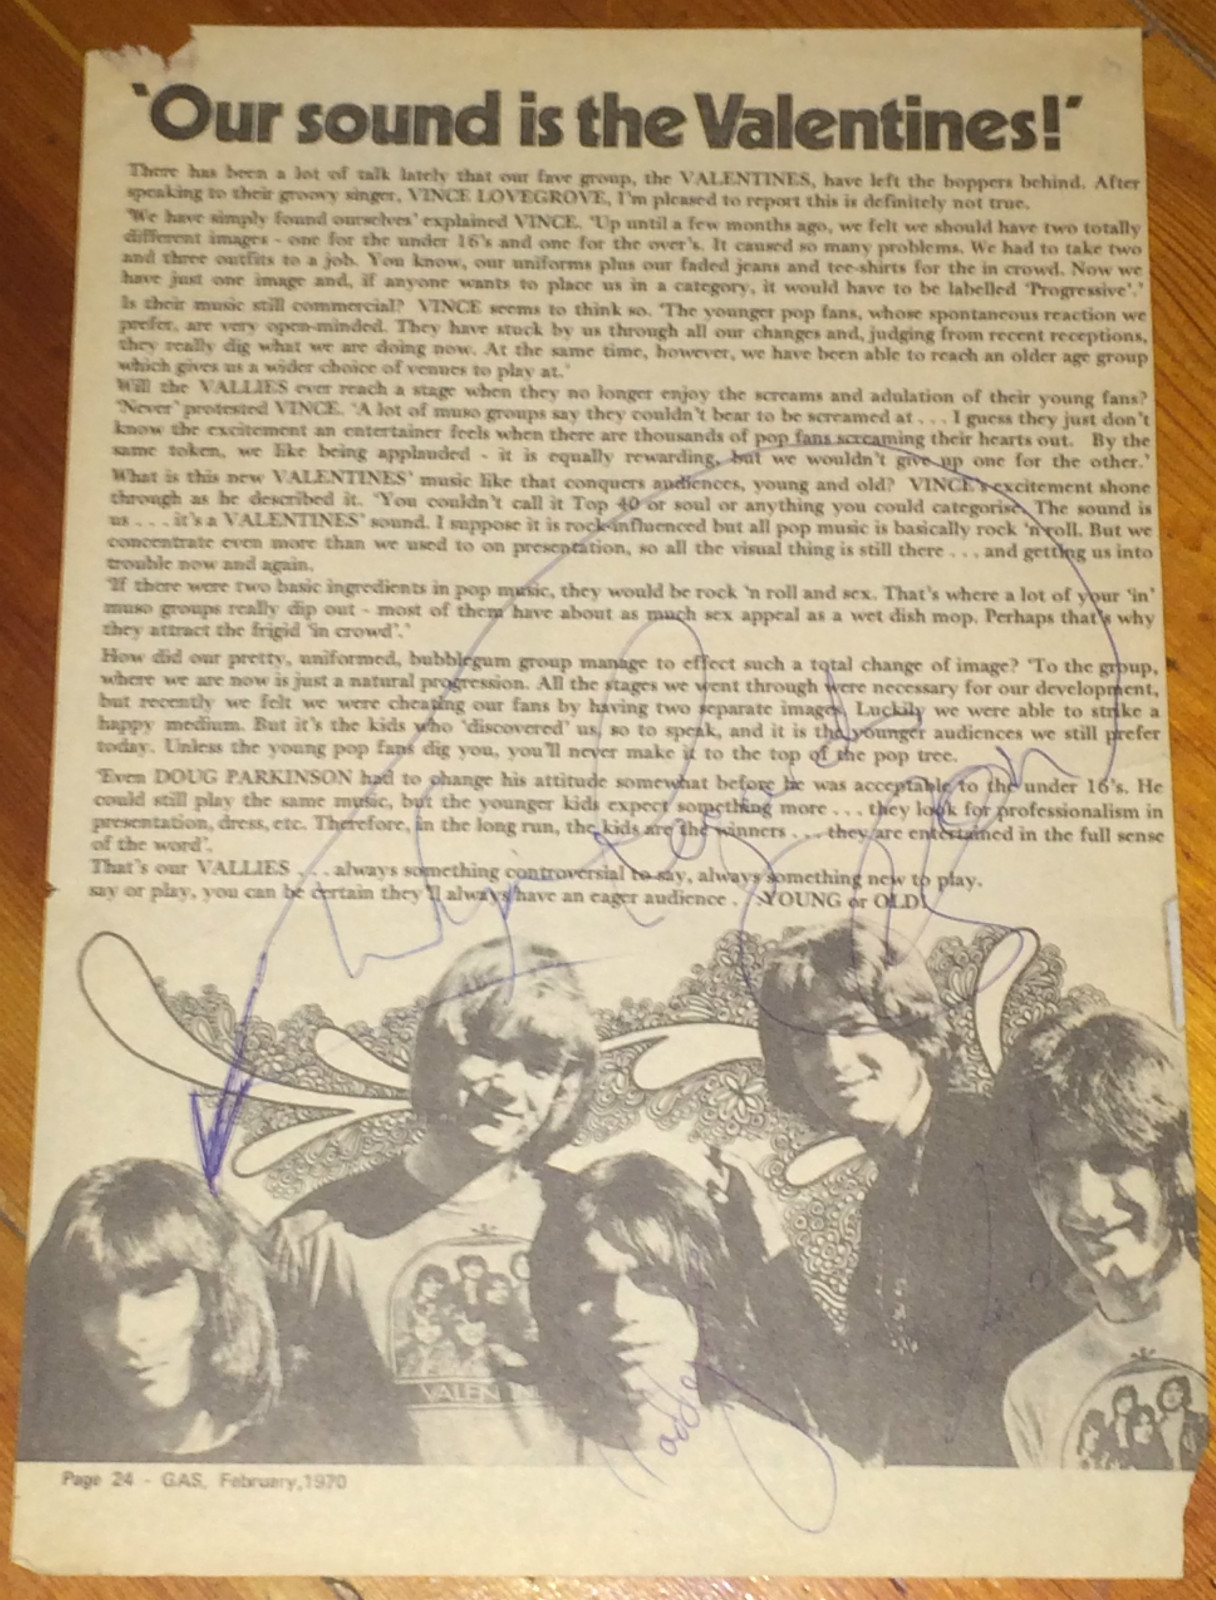 'Our sound is the Valentines!'
There has been a lot of talk lately that our fave group, the VALENTINES, have left the boppers behind. After
speaking to their groovy singer, VINCE LOVEGROVE, I'm pleased to report this is definitely not true.
'We have simply found ourselves' explained VINCE. 'Up until a few months ago, we felt we should have two totally
different images - one for the under 16's and one for the over's. It caused so many problems. We had to take two
and three outfits to a job. You know, our uniforms plus our faded jeans and tee-shirts for the in crowd. Now we
have just one image and, if anyone wants to place us in a category, it would have to be labelled 'Progressive'.'
Is their music still commercial? VINCE seems to think so. 'The younger pop fans, whose spontaneous reaction we
prefer, are very open-minded. They have stuck by us through all our changes and, judging from recent receptions,
they really dig what we are doing now. At the same time, however, we have been able to reach an older age group
which gives us a wider choice of venues to play at.'
Will the VALLIES ever reach a stage when they no longer enjoy the screams and adulation of their young fans?
'Never' protested VINCE. 'A lot of muso groups say they couldn't bear to be screamed at . . . I guess they just don't
know the excitement an entertainer feels when there are thousands of pop fans screaming their hearts out. By the
same token, we like being applauded - it is equally rewarding, but we wouldn't give up one for the other.'
What is this new VALENTINES' music like that conquers audiences, young and old? VINCE's excitement shone
through as he described it. 'You couldn't call it Top 40 or soul or anything you could categorise. The sound is
us . . . it's a VALENTINES' sound. I suppose it is rock-influenced but all pop music is basically rock 'n roll. But we
concentrate even more than we used to on presentation, so all the visual thing is still there . . . and getting us into
trouble now and again.
'If there were two basic ingredients in pop music, they would be rock 'n roll and sex. That's where a lot of your 'in'
muso groups really dip out - most of them have about as much sex appeal as a wet dish mop. Perhaps that's why
they attract the frigid 'in crowd'.'
How did our pretty, uniformed, bubblegum group manage to effect such a total change of image? 'To the group,
where we are now is just a natural progression. All the stages we went through were necessary for our development,
but recently we felt we were cheating our fans by having two separate images. Luckily we were able to strike a
happy medium. But it's the kids who 'discovered' us, so to speak, and it is the younger audiences we still prefer
today. Unless the young pop fans dig you, you'll never make it to the top of the pop tree.
'Even DOUG PARKINSON had to change his attitude somewhat before he was acceptable to the under 16's. He
could still play the same music, but the younger kids expect something more . . . they look for professionalism in
presentation, dress, etc. Therefore, in the long run, the kids are the winners . . . they are entertained in the full sense
of the word'.
That's our VALLIES . . . always something controversial to say, always something new to play.
say or play, you can be certain they'll always have an eager audience . . . YOUNG or OLD!
VALENTIN
Page 24 - GAS, February,1970